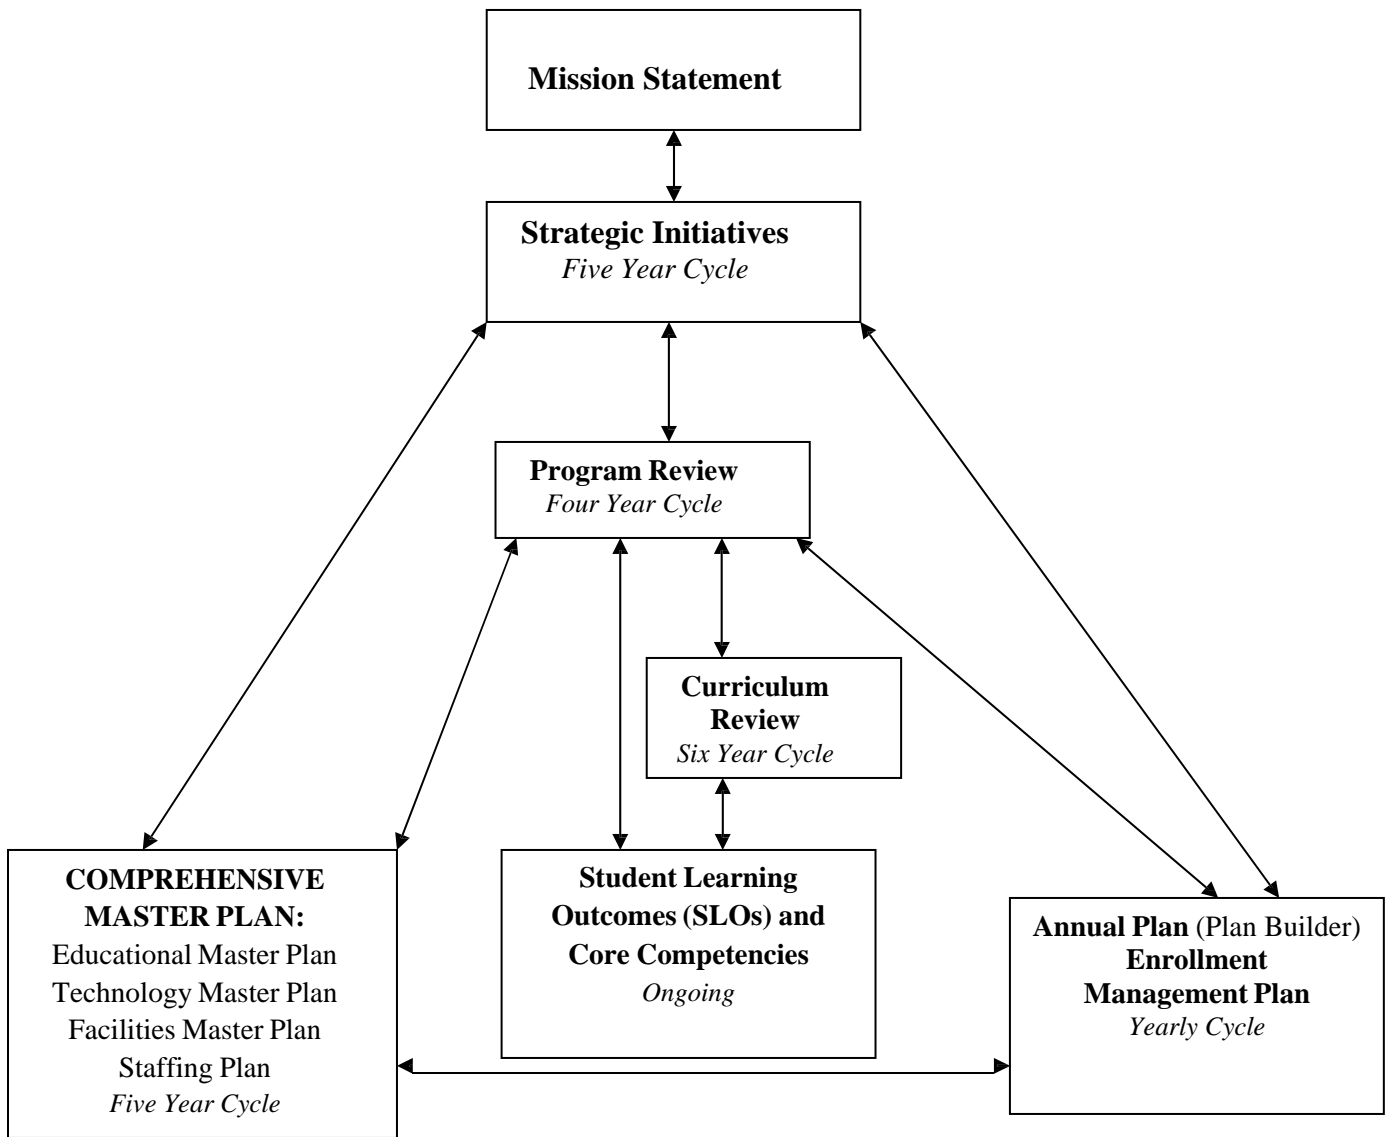 Mission Statement
Strategic Initiatives
Five Year Cycle
Program Review
Four Year Cycle
Curriculum
Review
Six Year Cycle
COMPREHENSIVE
MASTER PLAN:
Educational Master Plan
Technology Master Plan
Facilities Master Plan
Staffing Plan
Five Year Cycle
Student Learning
Outcomes (SLOs) and
Core Competencies
Ongoing
Annual Plan (Plan Builder)
Enrollment
Management Plan
Yearly Cycle